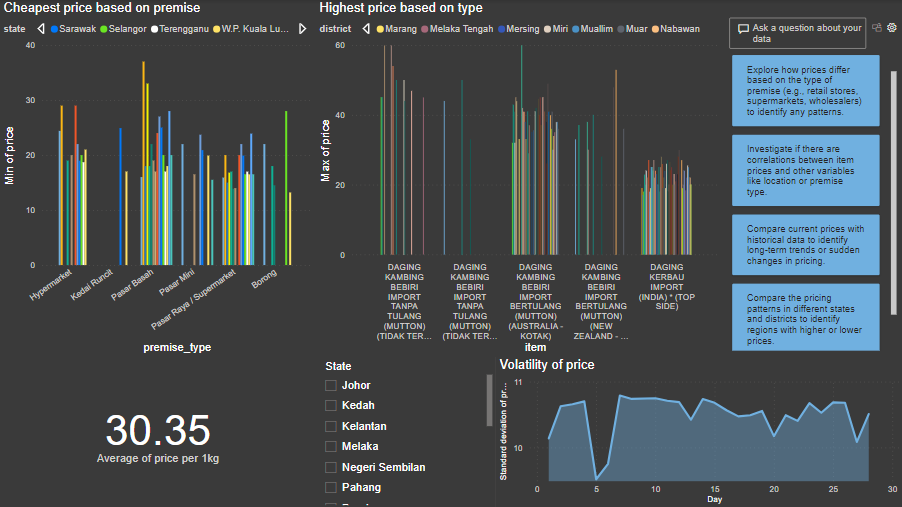 Cheapest price based on premise
state Sarawak Selangor Terengganu W.P. Kuala Lu...
Min of price
40
30
20
10
0
Hypermarket
Kedai Runcit
Pasar Basah
Pasar Mini
Pasar Raya / Supermarket
Borong
premise_type
Highest price based on type
district Marang Melaka Tengah Mersing Miri Muallim Muar Nabawan
Max of price
60
40
20
0
DAGING
KAMBING
BEBIRI
IMPORT
TANPA
TULANG
(MUTTON)
(TIDAK TER...
DAGING
KAMBING
BEBIRI
IMPORT
TANPA
TULANG
(MUTTON)
(TIDAK TER...
DAGING
KAMBING
BEBIRI
IMPORT
BERTULANG
(MUTTON)
(AUSTRALIA -
KOTAK)
DAGING
KAMBING
BEBIRI
IMPORT
BERTULANG
(MUTTON)
(NEW
ZEALAND - ...
DAGING
KERBAU
IMPORT
(INDIA) * (TOP
SIDE)
item
Ask a question about your
data
Explore how prices differ
based on the type of
premise (e.g., retail stores,
supermarkets, wholesalers)
to identify any patterns.
Investigate if there are
correlations between item
prices and other variables
like location or premise
type.
Compare current prices with
historical data to identify
long-term trends or sudden
changes in pricing.
Compare the pricing
patterns in different states
and districts to identify
regions with higher or lower
prices.
30.35
Average of price per 1kg
State
Johor
Kedah
Kelantan
Melaka
Negeri Sembilan
Pahang
Volatility of price
Standard deviation of pr...
11
10
0 5 10 15 20 25 30
Day